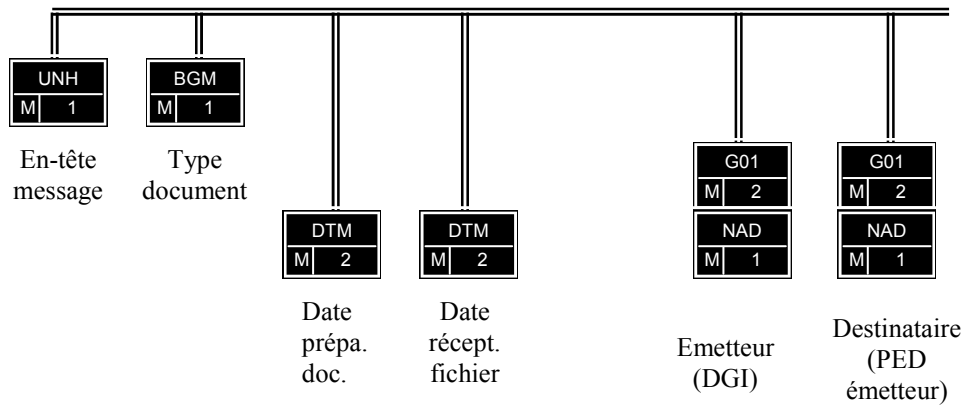 UNH
M 1
En-tête
message
BGM
M 1
Type
document
DTM
M 2
Date
prépa.
doc.
DTM
M 2
Date
récept.
fichier
G01
M 2
NAD
M 1
Emetteur
(DGI)
G01
M 2
NAD
M 1
Destinataire
(PED
émetteur)